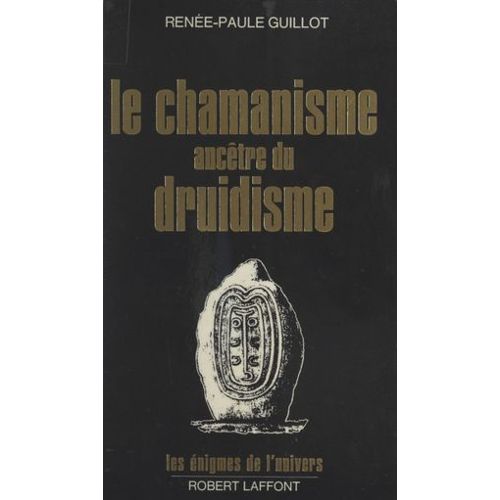 RENÉE-PAULE GUILLOT
le chamanisme
ancêtre du
druidisme
les énigmes de l'univers
ROBERT LAFFONT